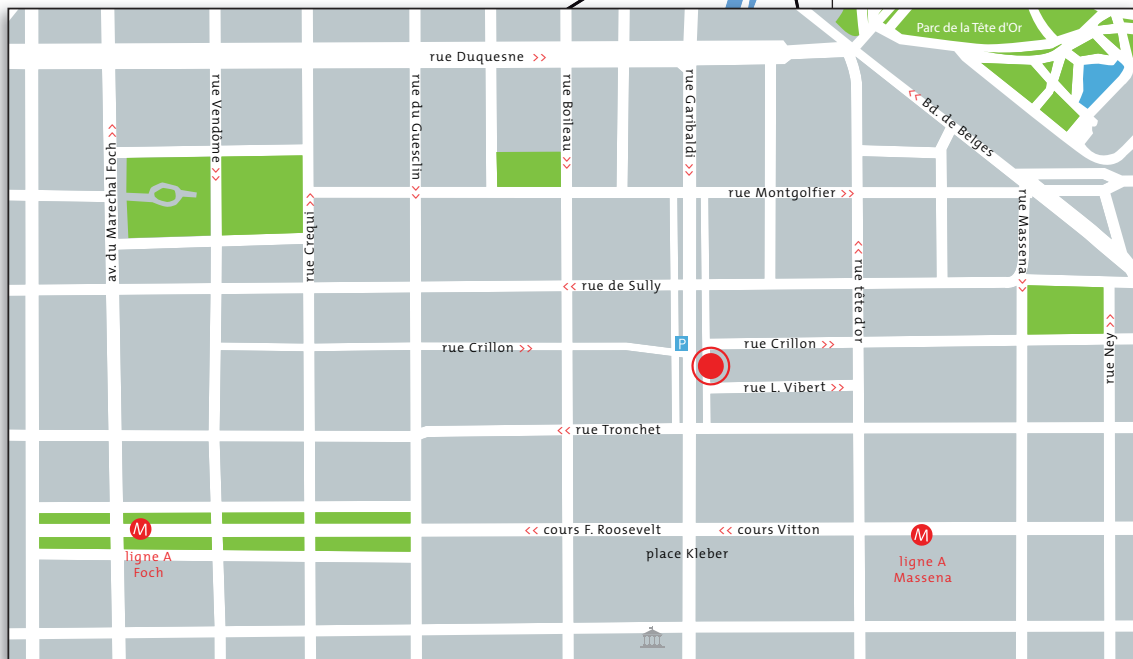 Parc de la Tête d'Or
rue Duquesne >>
<< Bd. de Belges
rue Vendôme >>
rue du Guesclin >>
rue Boileau >>
rue Garibaldi >>
av. du Marechal Foch >>
rue Crequi >>
rue Montgolfier >>
rue Massena >>
<< rue tête d'or
<< rue de Sully
P
rue Crillon >>
rue Crillon >>
rue Ney >>
rue L. Vibert >>
<< rue Tronchet
M
ligne A
Foch
<< cours F. Roosevelt
<< cours Vitton
place Kleber
M
ligne A
Massena